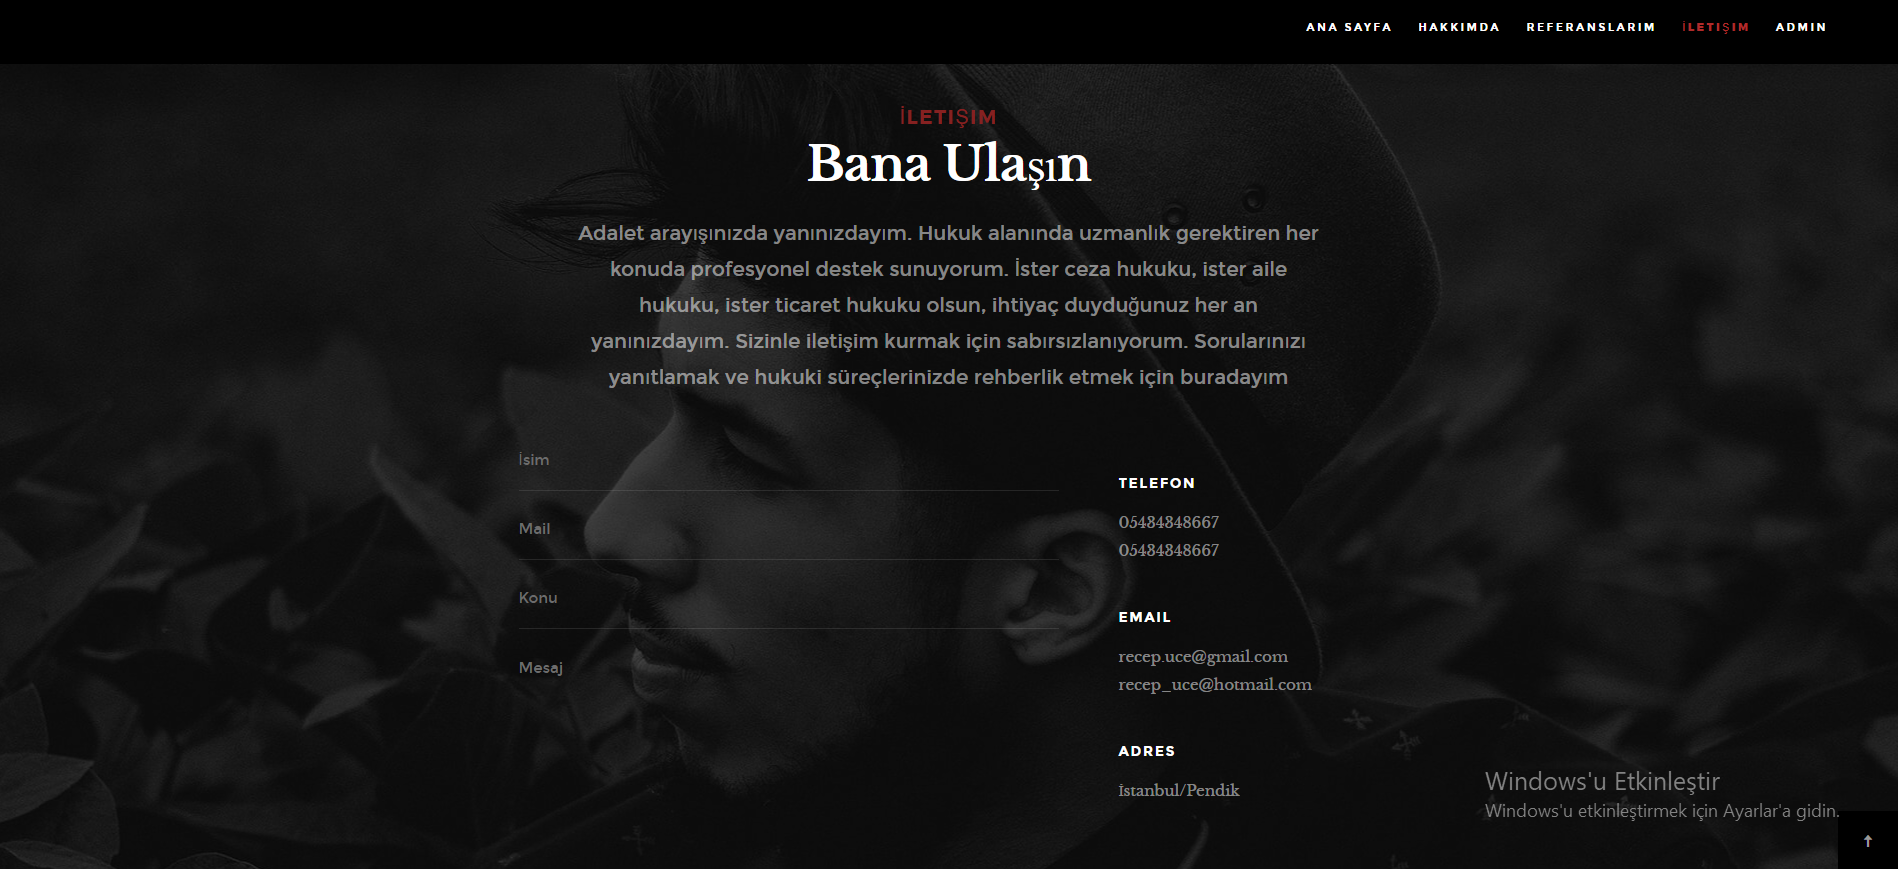 ANA SAYFA HAKKIMDA REFERANSLARIM İLETIŞIM ADMIN
İLETIŞIM
Bana Ulaşın
Adalet arayışınızda yanınızdayım. Hukuk alanında uzmanlık gerektiren her
konuda profesyonel destek sunuyorum. İster ceza hukuku, ister aile
hukuku, ister ticaret hukuku olsun, ihtiyaç duyduğunuz her an
yanınızdayım. Sizinle iletişim kurmak için sabırsızlanıyorum. Sorularınızı
yanıtlamak ve hukuki süreçlerinizde rehberlik etmek için buradayım
İsim
Mail
Konu
Mesaj
TELEFON
05484848667
05484848667
EMAIL
recep.uce@gmail.com
recep_uce@hotmail.com
ADRES
İstanbul/Pendik
Windows'u Etkinleştir
Windows'u etkinleştirmek için Ayarlar'a gidin.